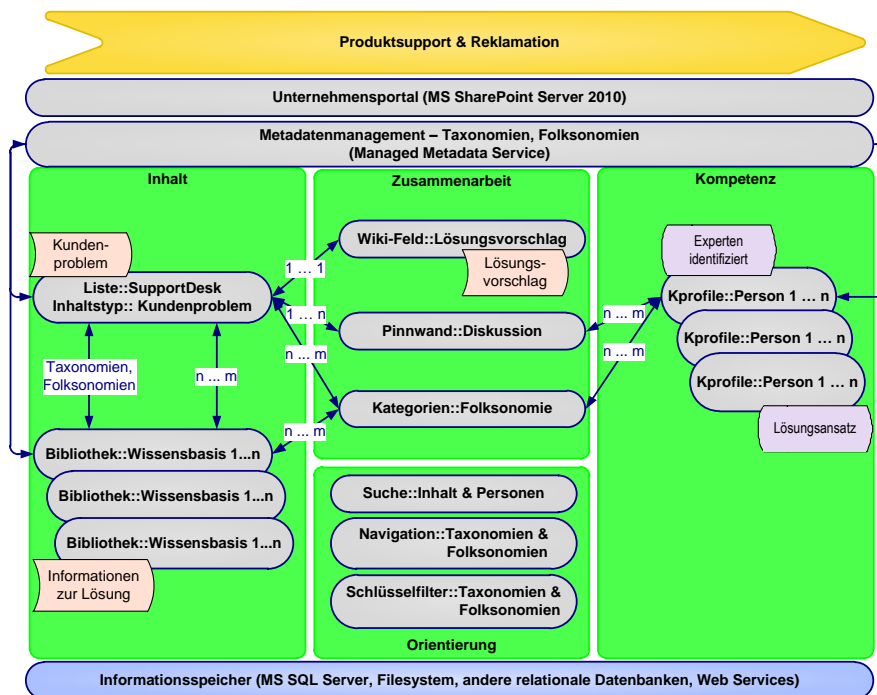 Produktsupport & Reklamation
Unternehmensportal (MS SharePoint Server 2010)
Metadatenmanagement – Taxonomien, Folksonomien
(Managed Metadata Service)
Inhalt
Kunden-
problem
Liste::SupportDesk
Inhaltstyp:: Kundenproblem
Taxonomien,
Folksonomien
n ... m
Bibliothek::Wissensbasis 1...n
Bibliothek::Wissensbasis 1...n
Bibliothek::Wissensbasis 1...n
Informationen
zur Lösung
1 … 1
1 … n
n ... m
n ... m
Zusammenarbeit
Wiki-Feld::Lösungsvorschlag
Lösungs-
vorschlag
Pinnwand::Diskussion
Kategorien::Folksonomie
n ... m
n ... m
Suche::Inhalt & Personen
Navigation::Taxonomien &
Folksonomien
Schlüsselfilter::Taxonomien &
Folksonomien
Orientierung
Kompetenz
Experten
identifiziert
Kprofile::Person 1 … n
Kprofile::Person 1 … n
Kprofile::Person 1 … n
Lösungsansatz
Informationsspeicher (MS SQL Server, Filesystem, andere relationale Datenbanken, Web Services)